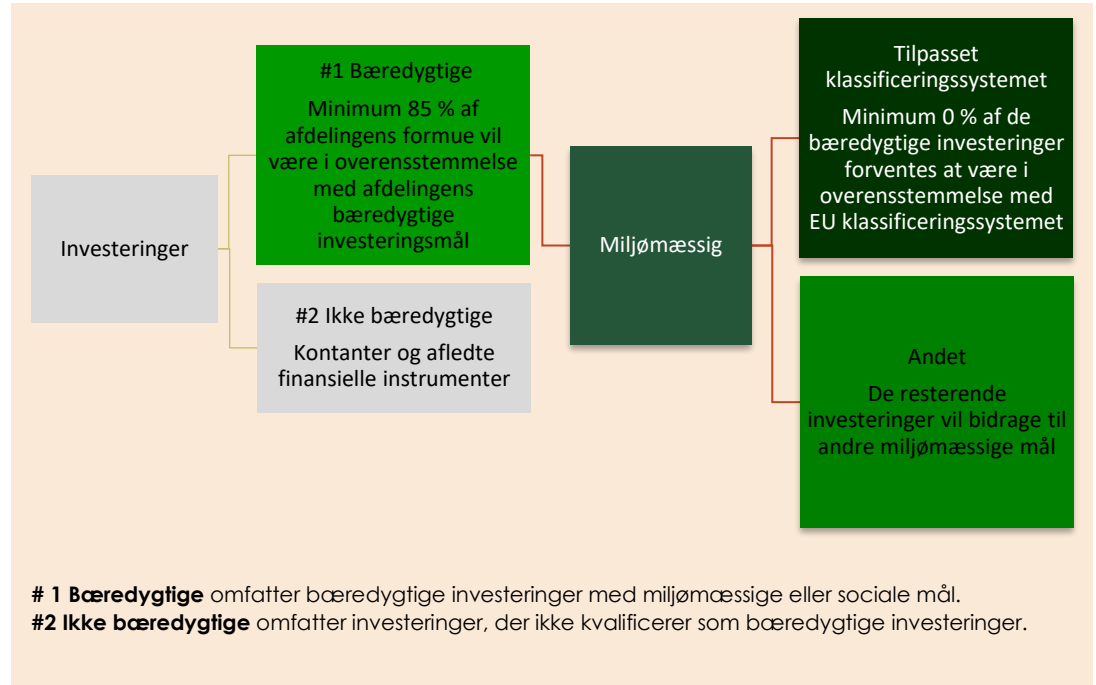 Investeringer
#1 Bæredygtige
Minimum 85 % af
afdelingens formue vil
være i overensstemmelse
med afdelingens
bæredygtige
investeringsmål
#2 Ikke bæredygtige
Kontanter og afledte
finansielle instrumenter
Miljømæssig
Tilpasset
klassificeringssystemet
Minimum 0 % af de
bæredygtige investeringer
forventes at være i
overensstemmelse med
EU klassificeringssystemet
Andet
De resterende
investeringer vil bidrage til
andre miljømæssige mål
# 1 Bæredygtige omfatter bæredygtige investeringer med miljømæssige eller sociale mål.
#2 Ikke bæredygtige omfatter investeringer, der ikke kvalificerer som bæredygtige investeringer.